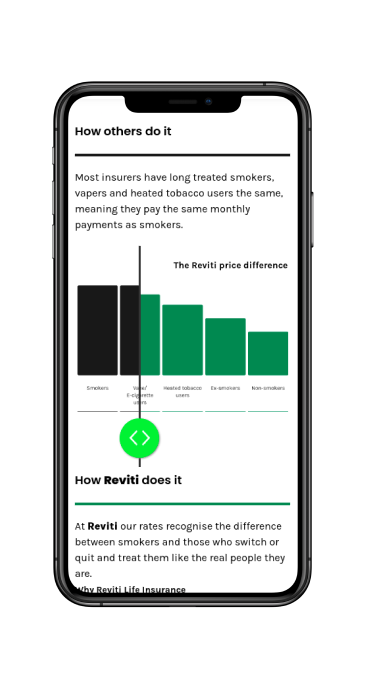 How others do it
Most insurers have long treated smokers,
vapers and heated tobacco users the same,
meaning they pay the same monthly
payments as smokers.
The Reviti price difference
Smokers
Vape/
E-cigarette
users
Heated tobacco
users
Ex-smokers
Non-smokers
How Reviti does it
At Reviti our rates recognise the difference
between smokers and those who switch or
quit and treat them like the real people they
are.
Why Reviti Life Insurance